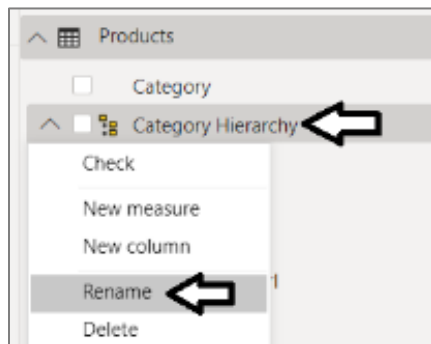 Products
Category
Category Hierarchy
Check
New measure
New column
Rename
Delete